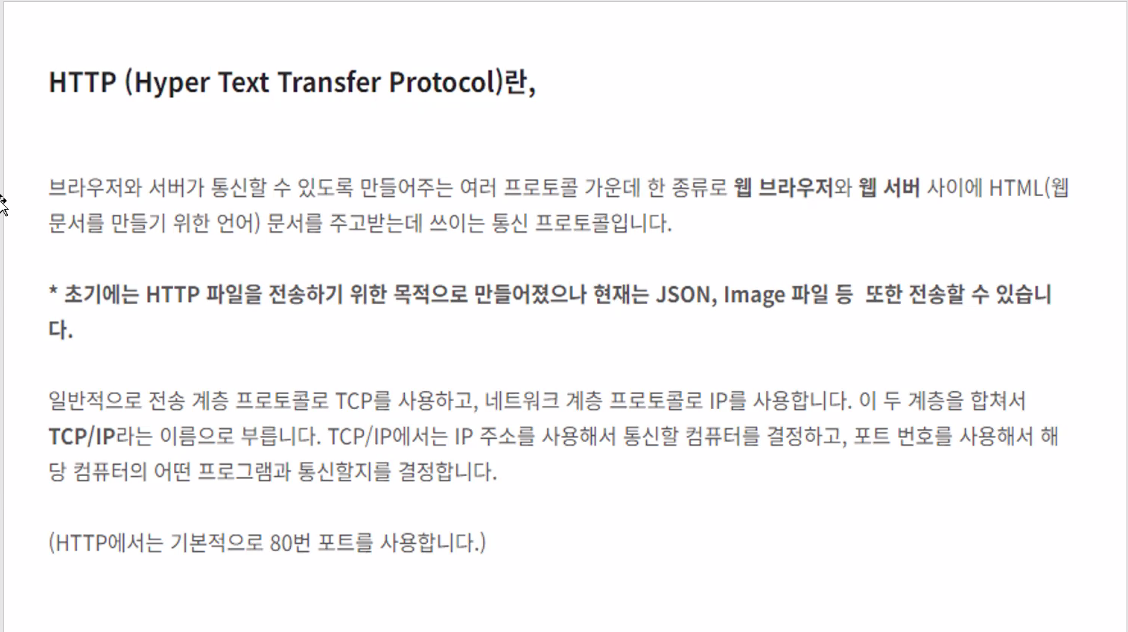 HTTP (Hyper Text Transfer Protocol)란,
브라우저와 서버가 통신할 수 있도록 만들어주는 여러 프로토콜 가운데 한 종류로 웹 브라우저와 웹 서버 사이에 HTML(웹
문서를 만들기 위한 언어) 문서를 주고받는데 쓰이는 통신 프로토콜입니다.
* 초기에는 HTTP 파일을 전송하기 위한 목적으로 만들어졌으나 현재는 JSON, Image 파일 등  또한 전송할 수 있습니
다.
일반적으로 전송 계층 프로토콜로 TCP를 사용하고, 네트워크 계층 프로토콜로 IP를 사용합니다. 이 두 계층을 합쳐서
TCP/IP라는 이름으로 부릅니다. TCP/IP에서는 IP 주소를 사용해서 통신할 컴퓨터를 결정하고, 포트 번호를 사용해서 해
당 컴퓨터의 어떤 프로그램과 통신할지를 결정합니다.
(HTTP에서는 기본적으로 80번 포트를 사용합니다.)